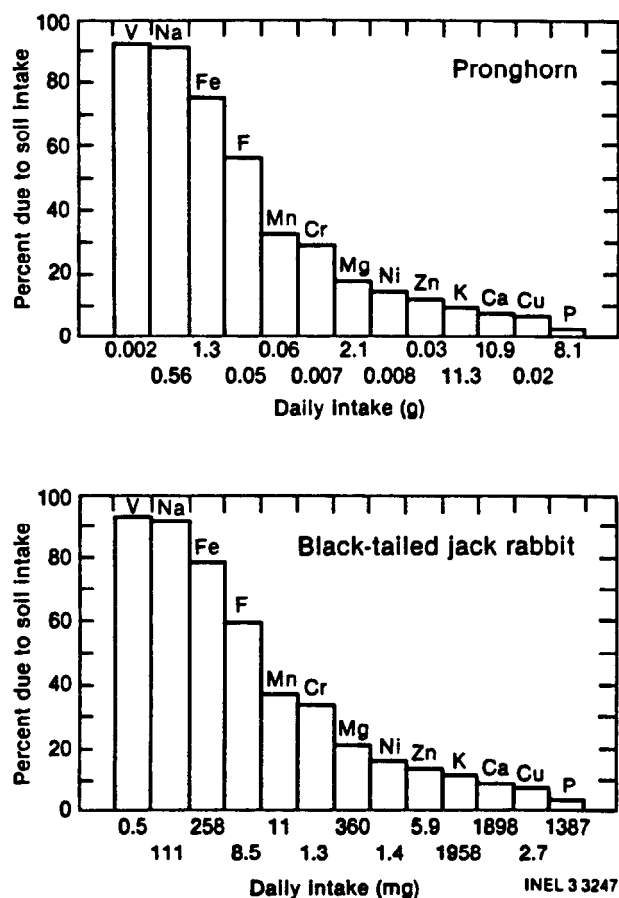 100
V Na
Pronghorn
80
Fe
60
F
40
Mn
Cr
20
Mg
Ni
Zn
K
Ca
Cu
P
0
Percent due to soil intake
0.002 1.3 0.06 2.1 0.03 10.9 8.1
0.56 0.05 0.007 0.008 11.3 0.02
Daily intake (g)
100
V Na
Black-tailed jack rabbit
80
Fe
60
F
40
Mn
Cr
20
Mg
Ni
Zn
K
Ca
Cu
P
0
Percent due to soil intake
0.5 258 11 360 5.9 1898 1387
111 8.5 1.3 1.4 1958 2.7
Daily intake (mg)
INEL 3 3247